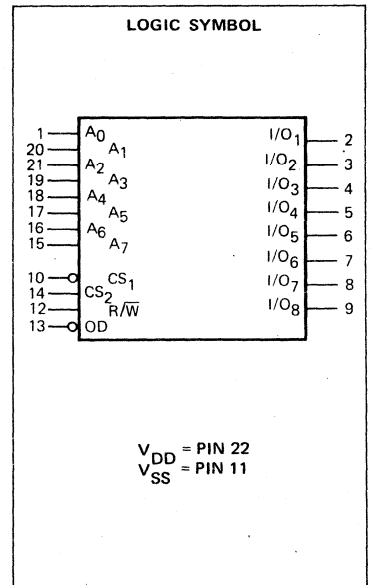 LOGIC SYMBOL
1 A0 I/O1 2
20 A1 I/O2 3
21 A2 I/O3 4
19 A3 I/O4 5
18 A4 I/O5 6
17 A5 I/O6 7
16 A6 I/O7 8
15 A7 I/O8 9
10 CS1
14 CS2
12 R/W̅
13 OD
VDD = PIN 22
VSS = PIN 11